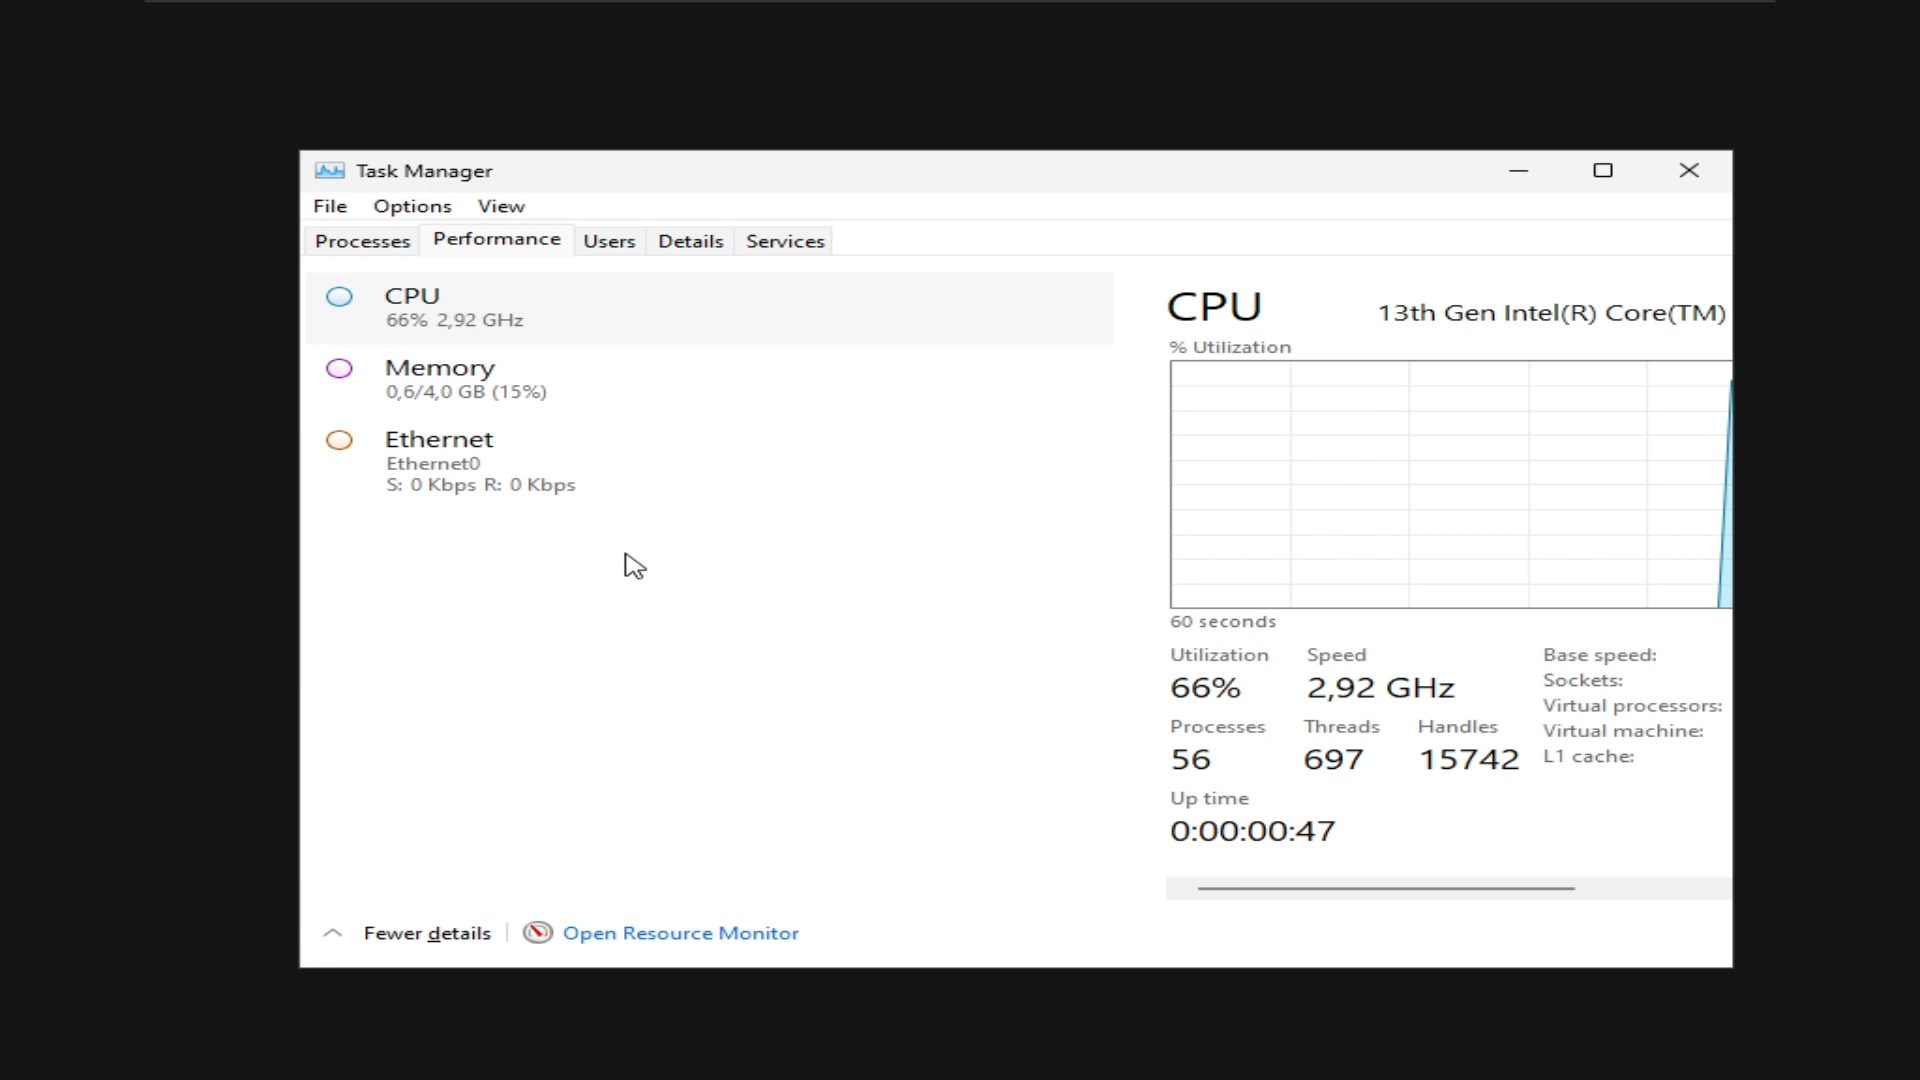 Task Manager
File Options View
Processes Performance Users Details Services
CPU
66% 2,92 GHz
Memory
0,6/4,0 GB (15%)
Ethernet
Ethernet0
S: 0 Kbps R: 0 Kbps
CPU 13th Gen Intel(R) Core(TM)
% Utilization
60 seconds
Utilization Speed
66% 2,92 GHz
Processes Threads Handles
56 697 15742
Up time
0:00:00:47
Base speed:
Sockets:
Virtual processors:
Virtual machine:
L1 cache:
Fewer details Open Resource Monitor